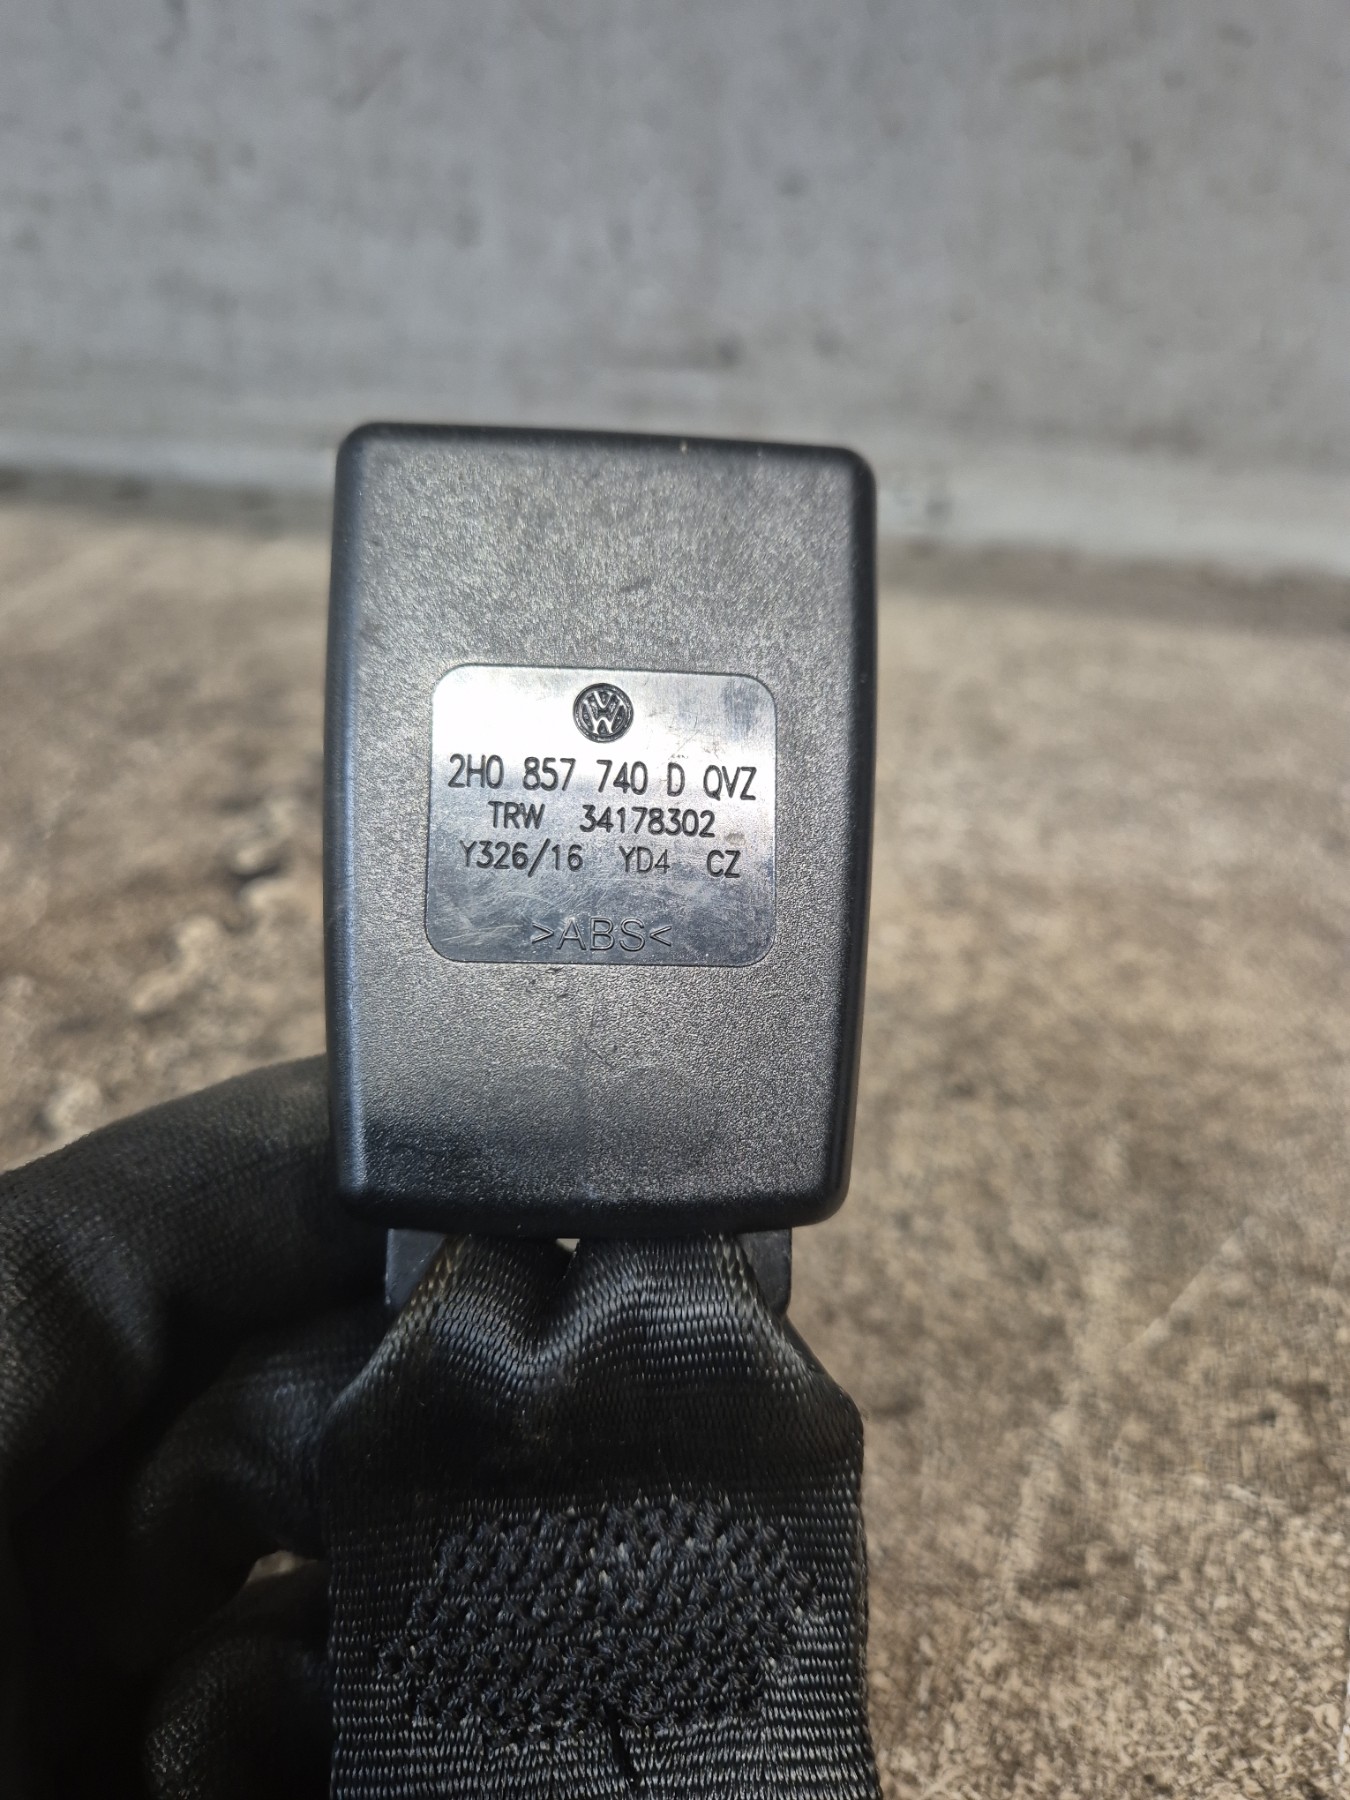 2H0 857 740 D QVZ
TRW 34178302
Y326/16 YD4 CZ
>ABS<